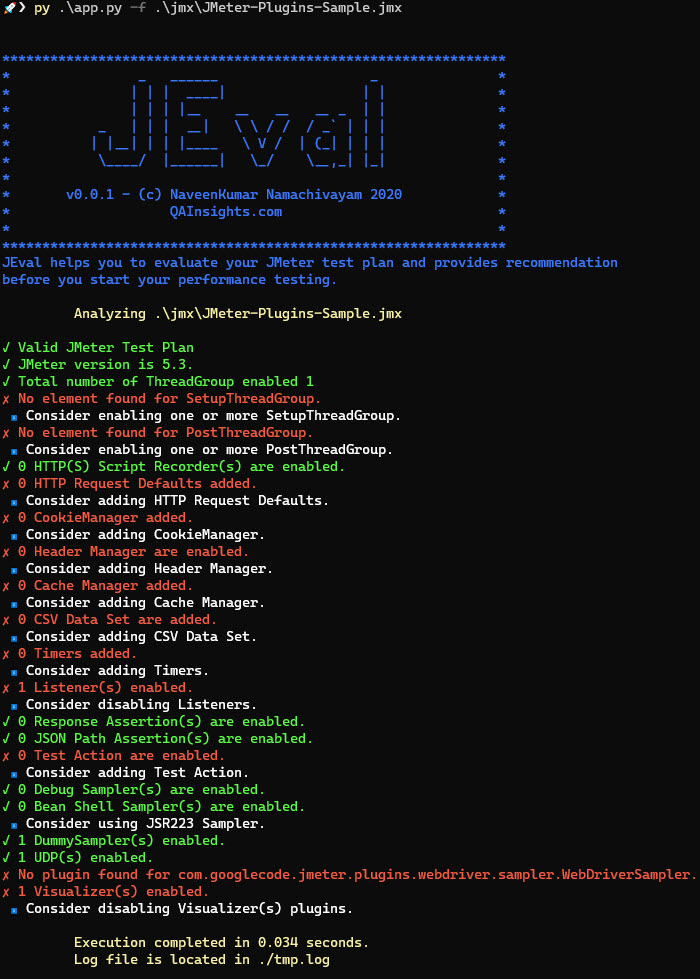 🚀❯ py .\app.py -f .\jmx\JMeter-Plugins-Sample.jmx
***************************************************************
JEval
v0.0.1 - (c) NaveenKumar Namachivayam 2020
QAInsights.com
***************************************************************
JEval helps you to evaluate your JMeter test plan and provides recommendation
before you start your performance testing.
Analyzing .\jmx\JMeter-Plugins-Sample.jmx
√ Valid JMeter Test Plan
√ JMeter version is 5.3.
√ Total number of ThreadGroup enabled 1
✗ No element found for SetupThreadGroup.
▣ Consider enabling one or more SetupThreadGroup.
✗ No element found for PostThreadGroup.
▣ Consider enabling one or more PostThreadGroup.
√ 0 HTTP(S) Script Recorder(s) are enabled.
✗ 0 HTTP Request Defaults added.
▣ Consider adding HTTP Request Defaults.
✗ 0 CookieManager added.
▣ Consider adding CookieManager.
✗ 0 Header Manager are enabled.
▣ Consider adding Header Manager.
✗ 0 Cache Manager added.
▣ Consider adding Cache Manager.
✗ 0 CSV Data Set are added.
▣ Consider adding CSV Data Set.
✗ 0 Timers added.
▣ Consider adding Timers.
✗ 1 Listener(s) enabled.
▣ Consider disabling Listeners.
√ 0 Response Assertion(s) are enabled.
√ 0 JSON Path Assertion(s) are enabled.
✗ 0 Test Action are enabled.
▣ Consider adding Test Action.
√ 0 Debug Sampler(s) are enabled.
√ 0 Bean Shell Sampler(s) are enabled.
▣ Consider using JSR223 Sampler.
√ 1 DummySampler(s) enabled.
√ 1 UDP(s) enabled.
✗ No plugin found for com.googlecode.jmeter.plugins.webdriver.sampler.WebDriverSampler.
✗ 1 Visualizer(s) enabled.
▣ Consider disabling Visualizer(s) plugins.
Execution completed in 0.034 seconds.
Log file is located in ./tmp.log